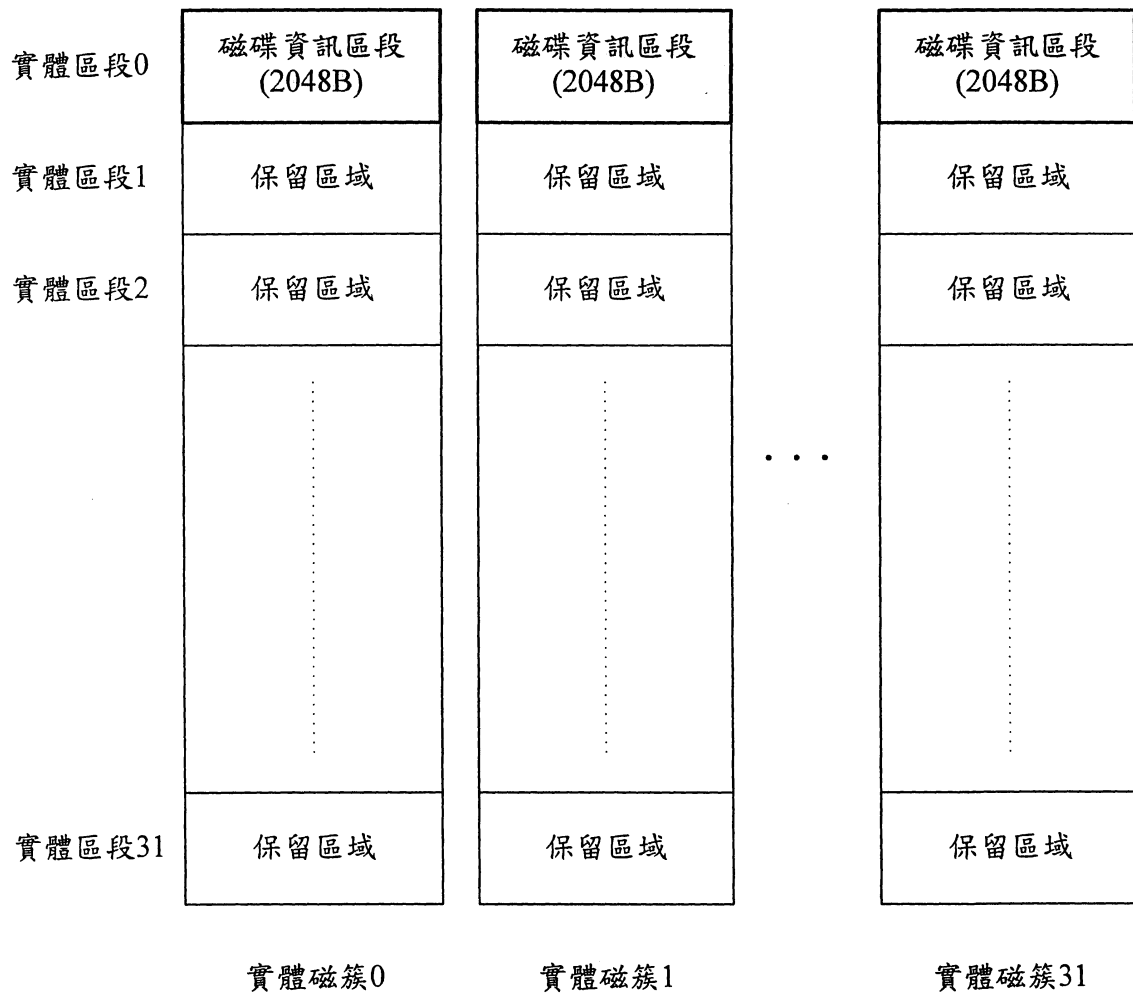 實體區段0
磁碟資訊區段
(2048B)
磁碟資訊區段
(2048B)
磁碟資訊區段
(2048B)
實體區段1
保留區域
保留區域
保留區域
實體區段2
保留區域
保留區域
保留區域
. . .
實體區段31
保留區域
保留區域
保留區域
實體磁簇0
實體磁簇1
實體磁簇31